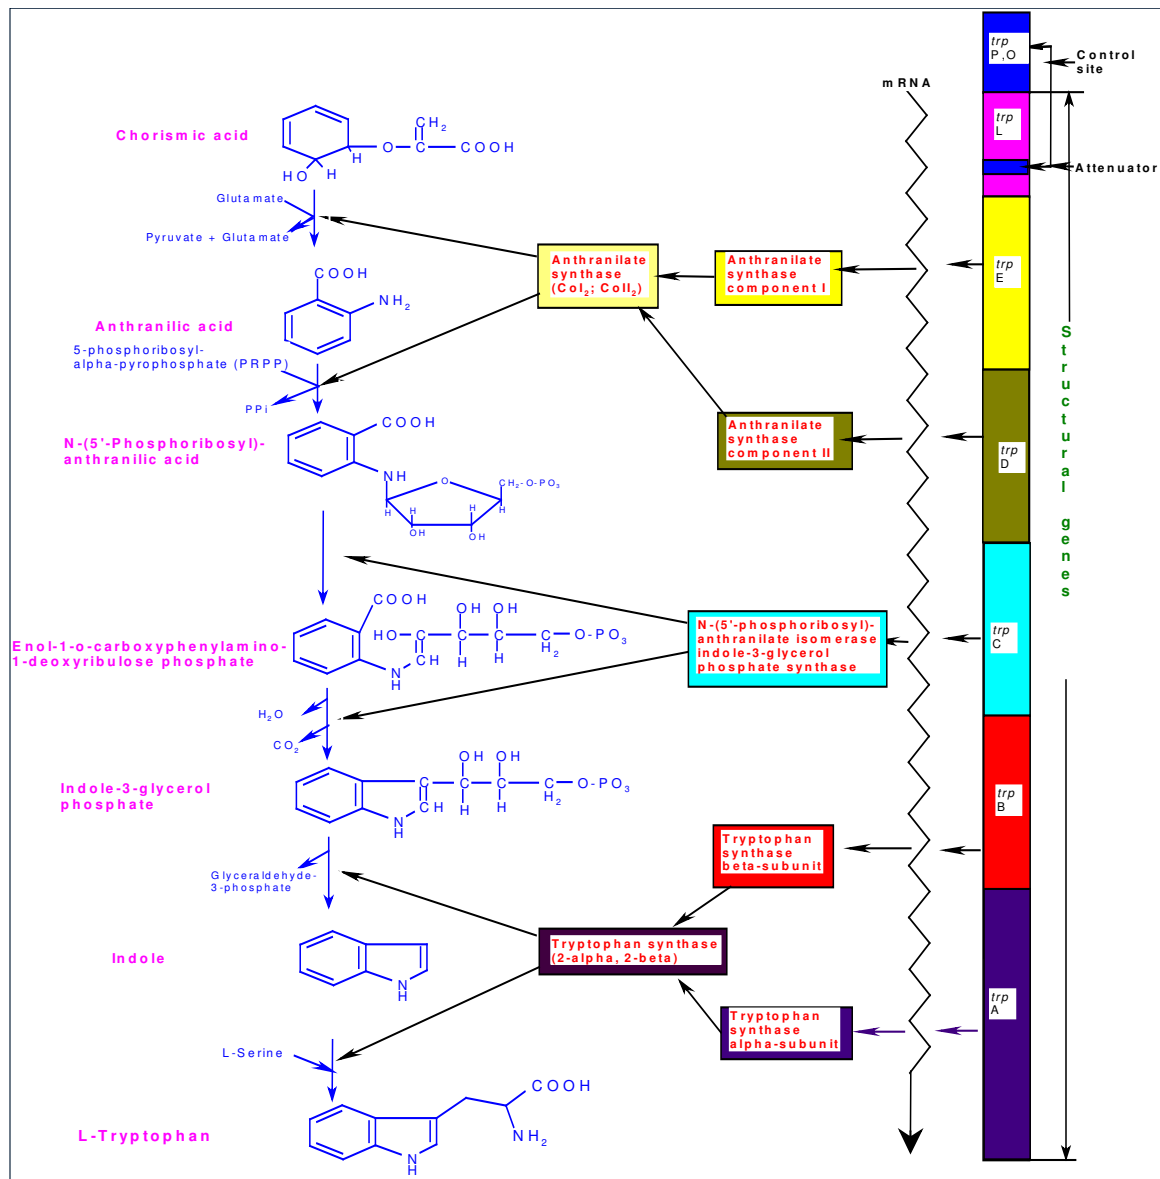 trp
P,O
Control
site
mRNA
trp
L
Attenuator
Chorismic acid
CH2
O
C
COOH
H
HO
H
Glutamate
Pyruvate + Glutamate
Anthranilate
synthase
(CoI2; CoII2)
Anthranilate
synthase
component I
trp
E
COOH
NH2
Anthranilic acid
5-phosphoribosyl-
alpha-pyrophosphate (PRPP)
PPi
Structural genes
N-(5'-Phosphoribosyl)-
anthranilic acid
COOH
NH
O
CH2-O-PO3
H
H
H
H
OH
OH
Anthranilate
synthase
component II
trp
D
Enol-1-o-carboxyphenylamino-
1-deoxyribulose phosphate
COOH
OH
OH
HO
C
C
C
C
O-PO3
H
H
H2
CH
N
H
N-(5'-phosphoribosyl)-
anthranilate isomerase
indole-3-glycerol
phosphate synthase
trp
C
H2O
CO2
Indole-3-glycerol
phosphate
OH
OH
C
C
C
C
O-PO3
H
H
H2
CH
N
H
trp
B
Tryptophan
synthase
beta-subunit
Glyceraldehyde-
3-phosphate
Indole
N
H
Tryptophan synthase
(2-alpha, 2-beta)
trp
A
Tryptophan
synthase
alpha-subunit
L-Serine
L-Tryptophan
COOH
NH2
N
H